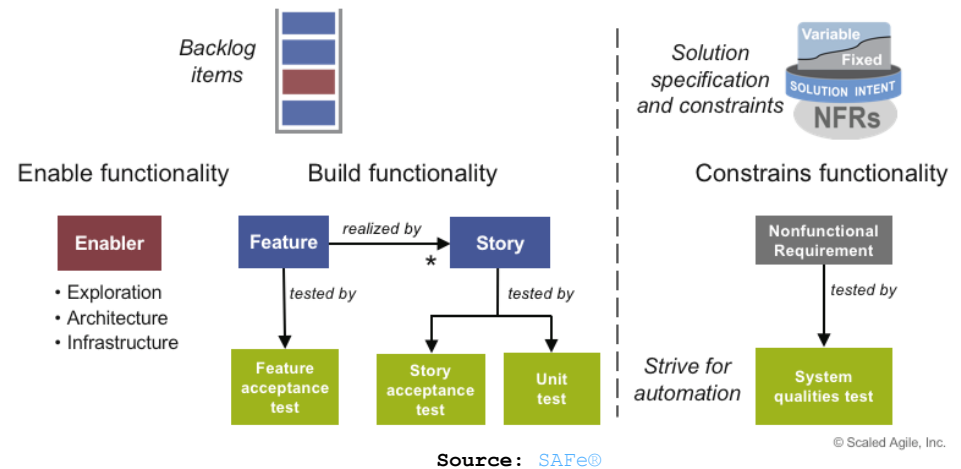 Backlog
items
Solution
specification
and constraints
Variable
Fixed
SOLUTION INTENT
NFRs
Enable functionality
Build functionality
Constrains functionality
Enabler
• Exploration
• Architecture
• Infrastructure
Feature
realized by
*
Story
tested by
tested by
Feature
acceptance
test
Story
acceptance
test
Unit
test
Nonfunctional
Requirement
tested by
Strive for
automation
System
qualities test
© Scaled Agile, Inc.
Source: SAFe®